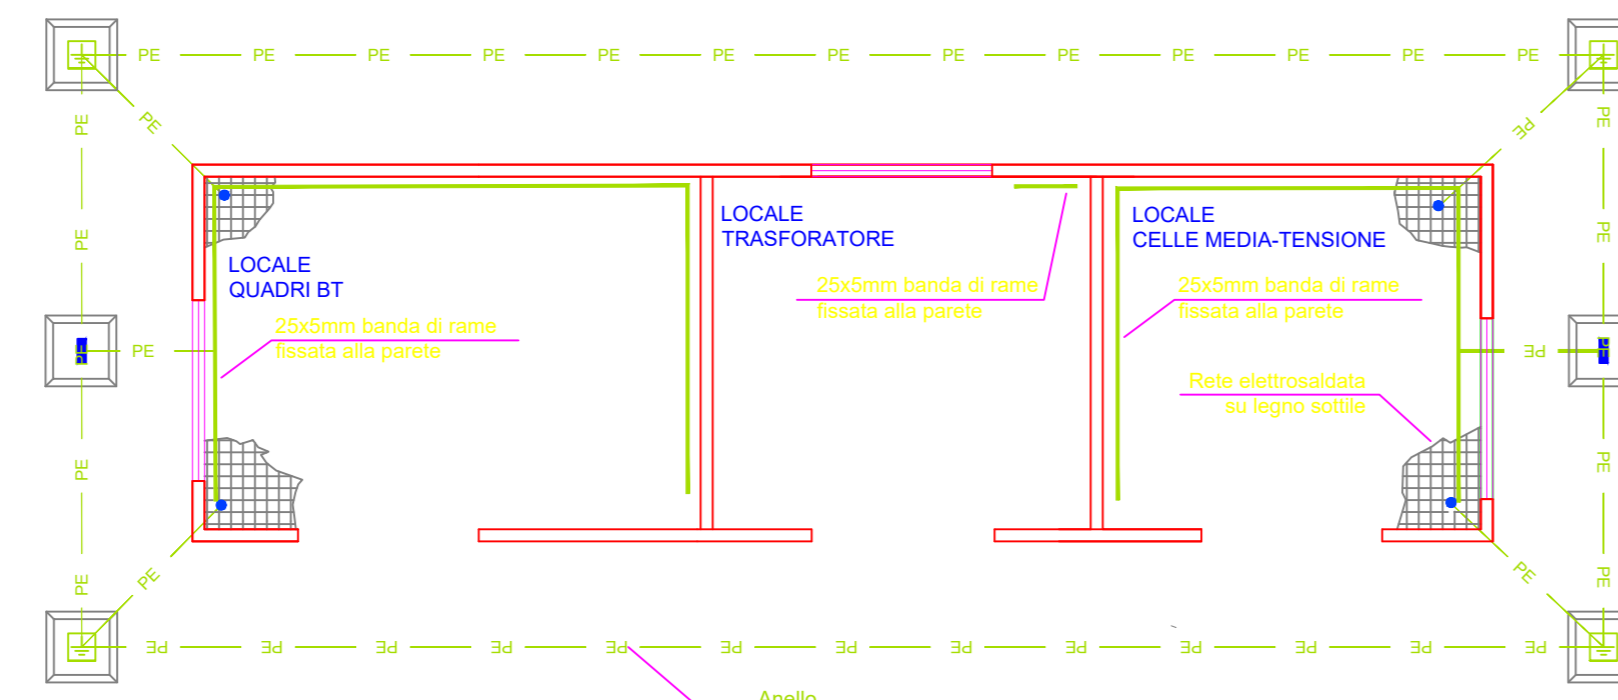 PE PE PE PE PE PE PE PE PE PE PE PE PE
PE PE PE PE
PE PE
LOCALE
TRASFORATORE
LOCALE
CELLE MEDIA-TENSIONE
LOCALE
QUADRI BT
25x5mm banda di rame
fissata alla parete
25x5mm banda di rame
fissata alla parete
25x5mm banda di rame
fissata alla parete
PE PE PE PE
Rete elettrosaldata
su legno sottile
PE PE
PE PE PE PE
PE PE PE PE PE PE PE PE PE PE PE PE PE
Anello